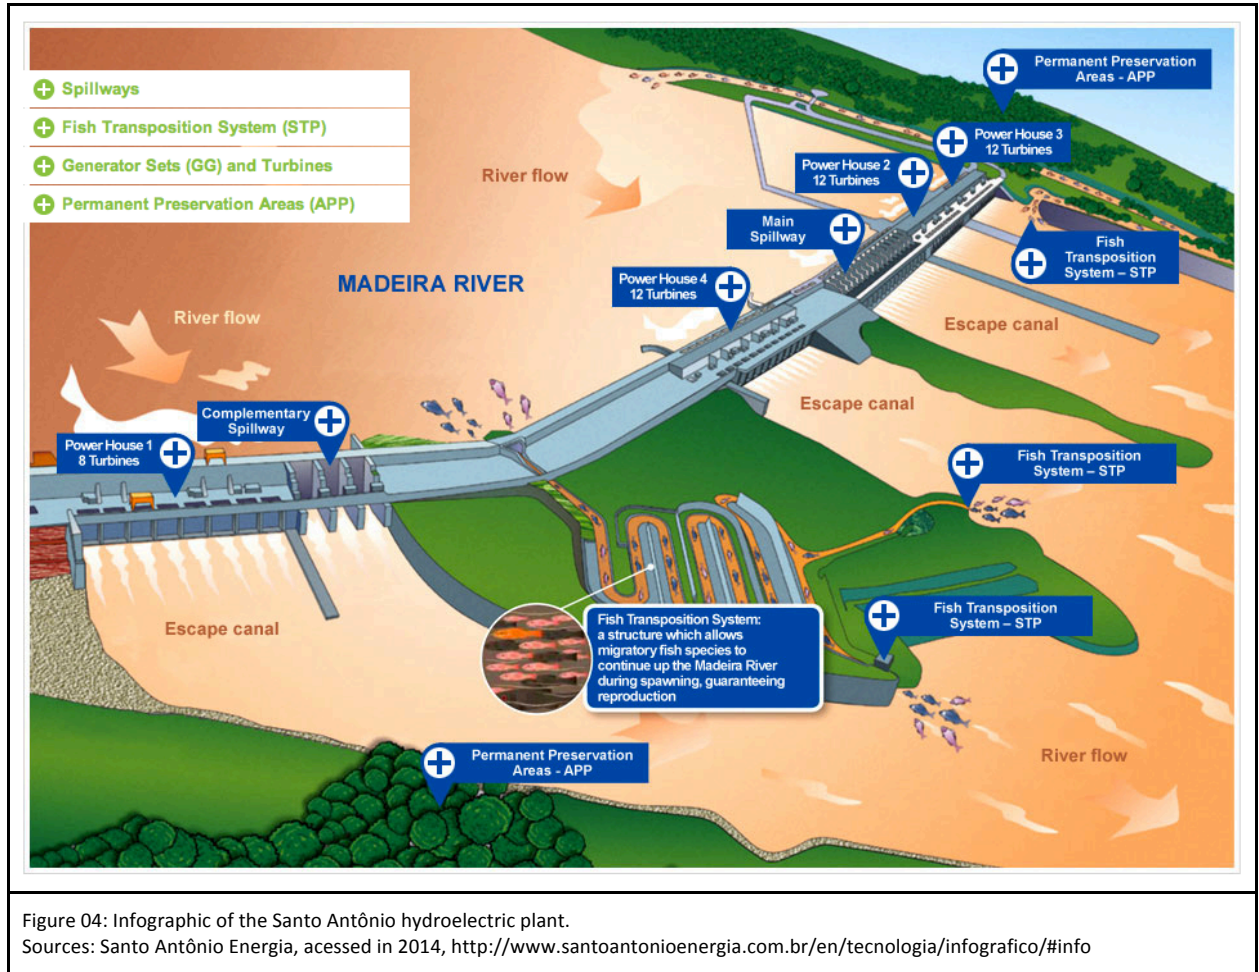 Spillways
Fish Transposition System (STP)
Generator Sets (GG) and Turbines
Permanent Preservation Areas (APP)
Permanent Preservation
Areas - APP
Power House 3
12 Turbines
Power House 2
12 Turbines
River flow
Main
Spillway
Fish
Transposition
System – STP
Power House 4
12 Turbines
MADEIRA RIVER
River flow
Escape canal
Escape canal
Complementary
Spillway
Power House 1
8 Turbines
Fish Transposition
System – STP
Fish Transposition
System – STP
Fish Transposition System:
a structure which allows
migratory fish species to
continue up the Madeira River
during spawning, guaranteeing
reproduction
Escape canal
River flow
Permanent Preservation
Areas - APP
Figure 04: Infographic of the Santo Antônio hydroelectric plant.
Sources: Santo Antônio Energia, acessed in 2014, http://www.santoantonioenergia.com.br/en/tecnologia/infografico/#info